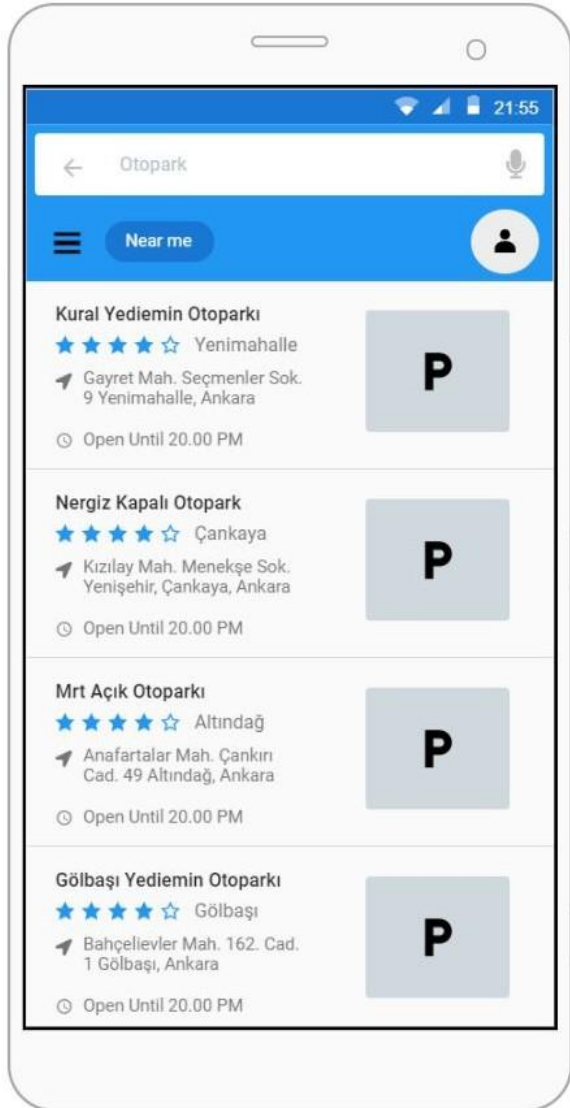 21:55
Otopark
Near me
Kural Yediemin Otoparkı
Yenimahalle
Gayret Mah. Seçmenler Sok.
9 Yenimahalle, Ankara
Open Until 20.00 PM
P
Nergiz Kapalı Otopark
Çankaya
Kızılay Mah. Menekşe Sok.
Yenişehir, Çankaya, Ankara
Open Until 20.00 PM
P
Mrt Açık Otoparkı
Altındağ
Anafartalar Mah. Çankırı
Cad. 49 Altındağ, Ankara
Open Until 20.00 PM
P
Gölbaşı Yediemin Otoparkı
Gölbaşı
Bahçelievler Mah. 162. Cad.
1 Gölbaşı, Ankara
Open Until 20.00 PM
P